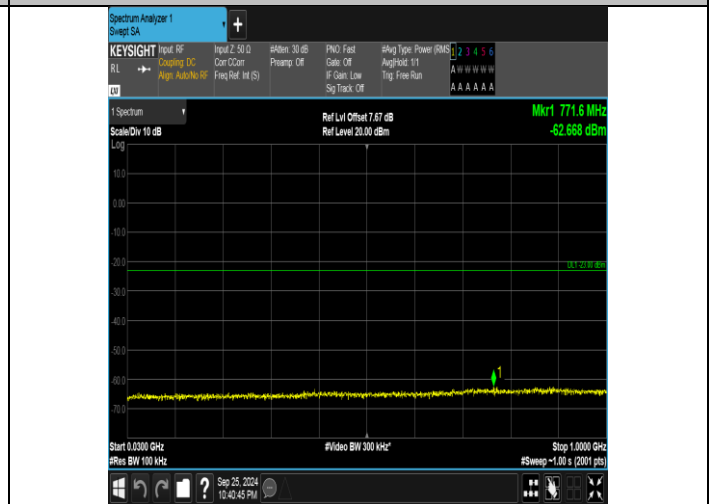 Spectrum Analyzer 1
Swept SA
+
KEYSIGHT Input: RF Input Z: 50 Ω #Atten: 30 dB PNO: Fast #Avg Type: Power (RMS 1 2 3 4 5 6
RL Coupling: DC Corr CCorr Preamp: Off Gate: Off Avg|Hold: 1/1 A W W W W W
Align: Auto/No RF Freq Ref: Int (S) IF Gain: Low Trig: Free Run
Sig Track: Off A A A A A A
LXI
1 Spectrum Ref Lvl Offset 7.67 dB Mkr1 771.6 MHz
Scale/Div 10 dB Ref Level 20.00 dBm -62.668 dBm
Log
10.0
0.00
-10.0
-20.0
DL1 -23.00 dBm
-30.0
-40.0
-50.0
-60.0
1
-70.0
Start 0.0300 GHz #Video BW 300 kHz* Stop 1.0000 GHz
#Res BW 100 kHz #Sweep ~1.00 s (2001 pts)
? Sep 25, 2024
10:40:45 PM